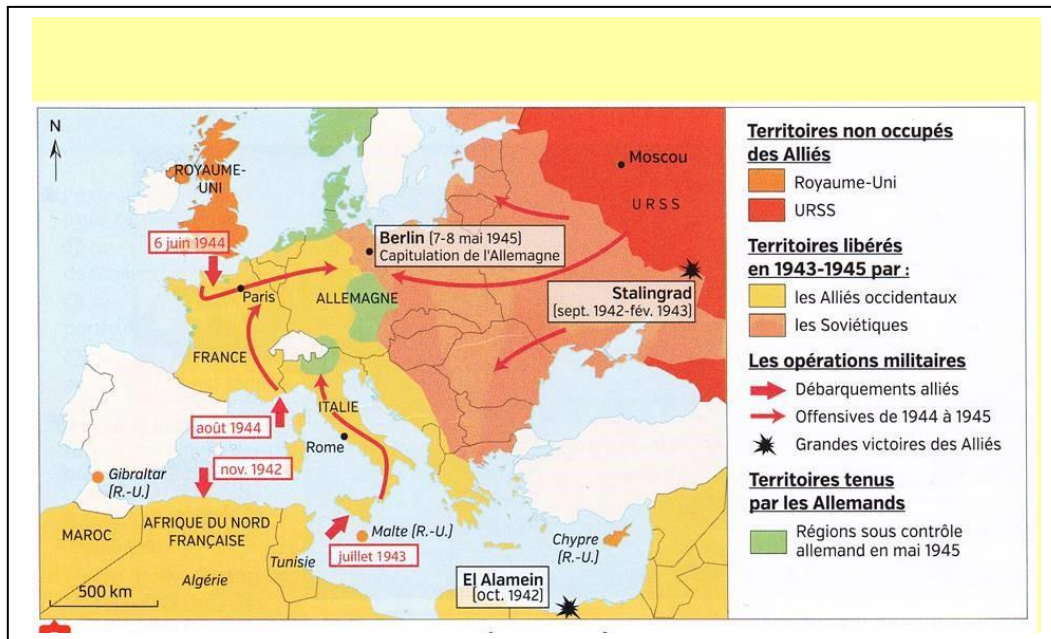 N
ROYAUME-
UNI
6 juin 1944
Paris
Berlin (7-8 mai 1945)
Capitulation de l'Allemagne
ALLEMAGNE
Moscou
URSS
Stalingrad
(sept. 1942-fév. 1943)
FRANCE
ITALIE
août 1944
Rome
nov. 1942
Gibraltar
(R.-U.)
MAROC
AFRIQUE DU NORD
FRANÇAISE
Algérie
Tunisie
Malte (R.-U.)
juillet 1943
Chypre
(R.-U.)
El Alamein
(oct. 1942)
500 km
Territoires non occupés
des Alliés
Royaume-Uni
URSS
Territoires libérés
en 1943-1945 par :
les Alliés occidentaux
les Soviétiques
Les opérations militaires
Débarquements alliés
Offensives de 1944 à 1945
Grandes victoires des Alliés
Territoires tenus
par les Allemands
Régions sous contrôle
allemand en mai 1945